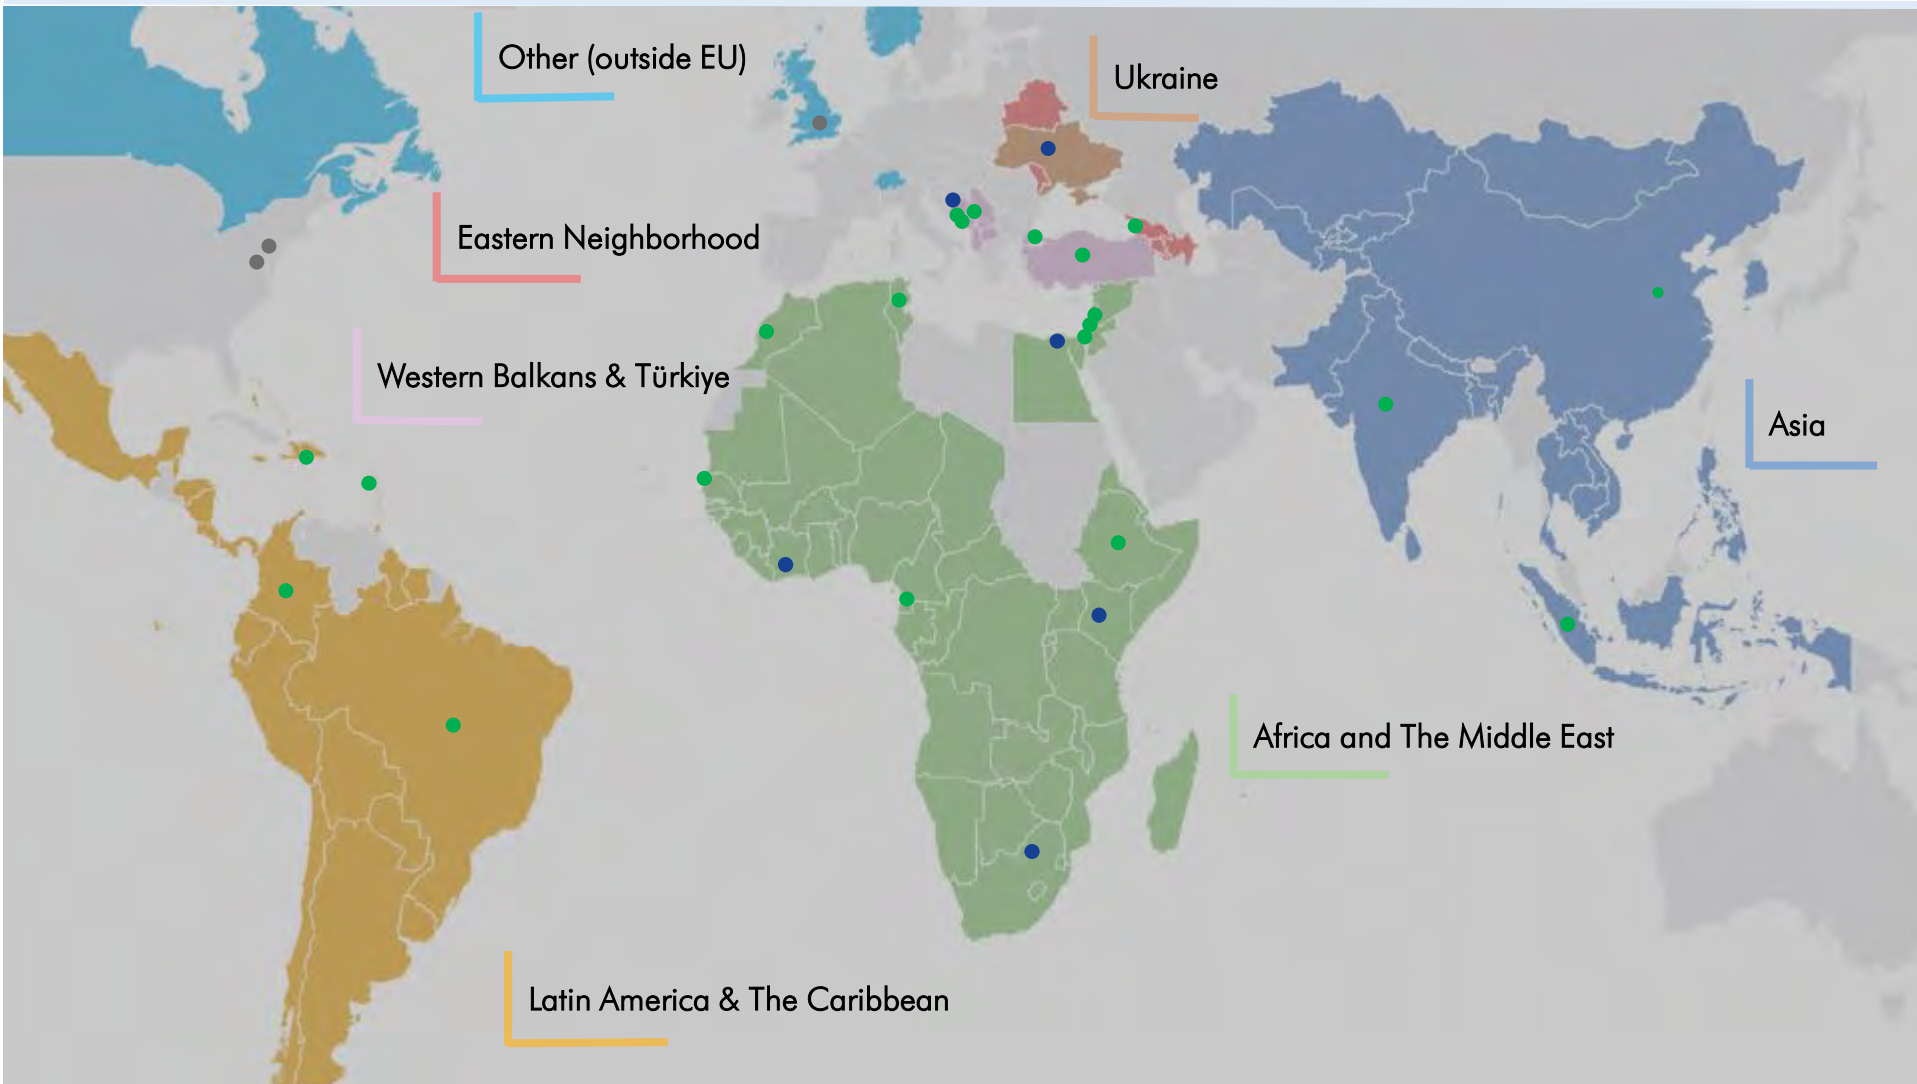 Other (outside EU)
Ukraine
Eastern Neighborhood
Western Balkans & Türkiye
Asia
Africa and The Middle East
Latin America & The Caribbean